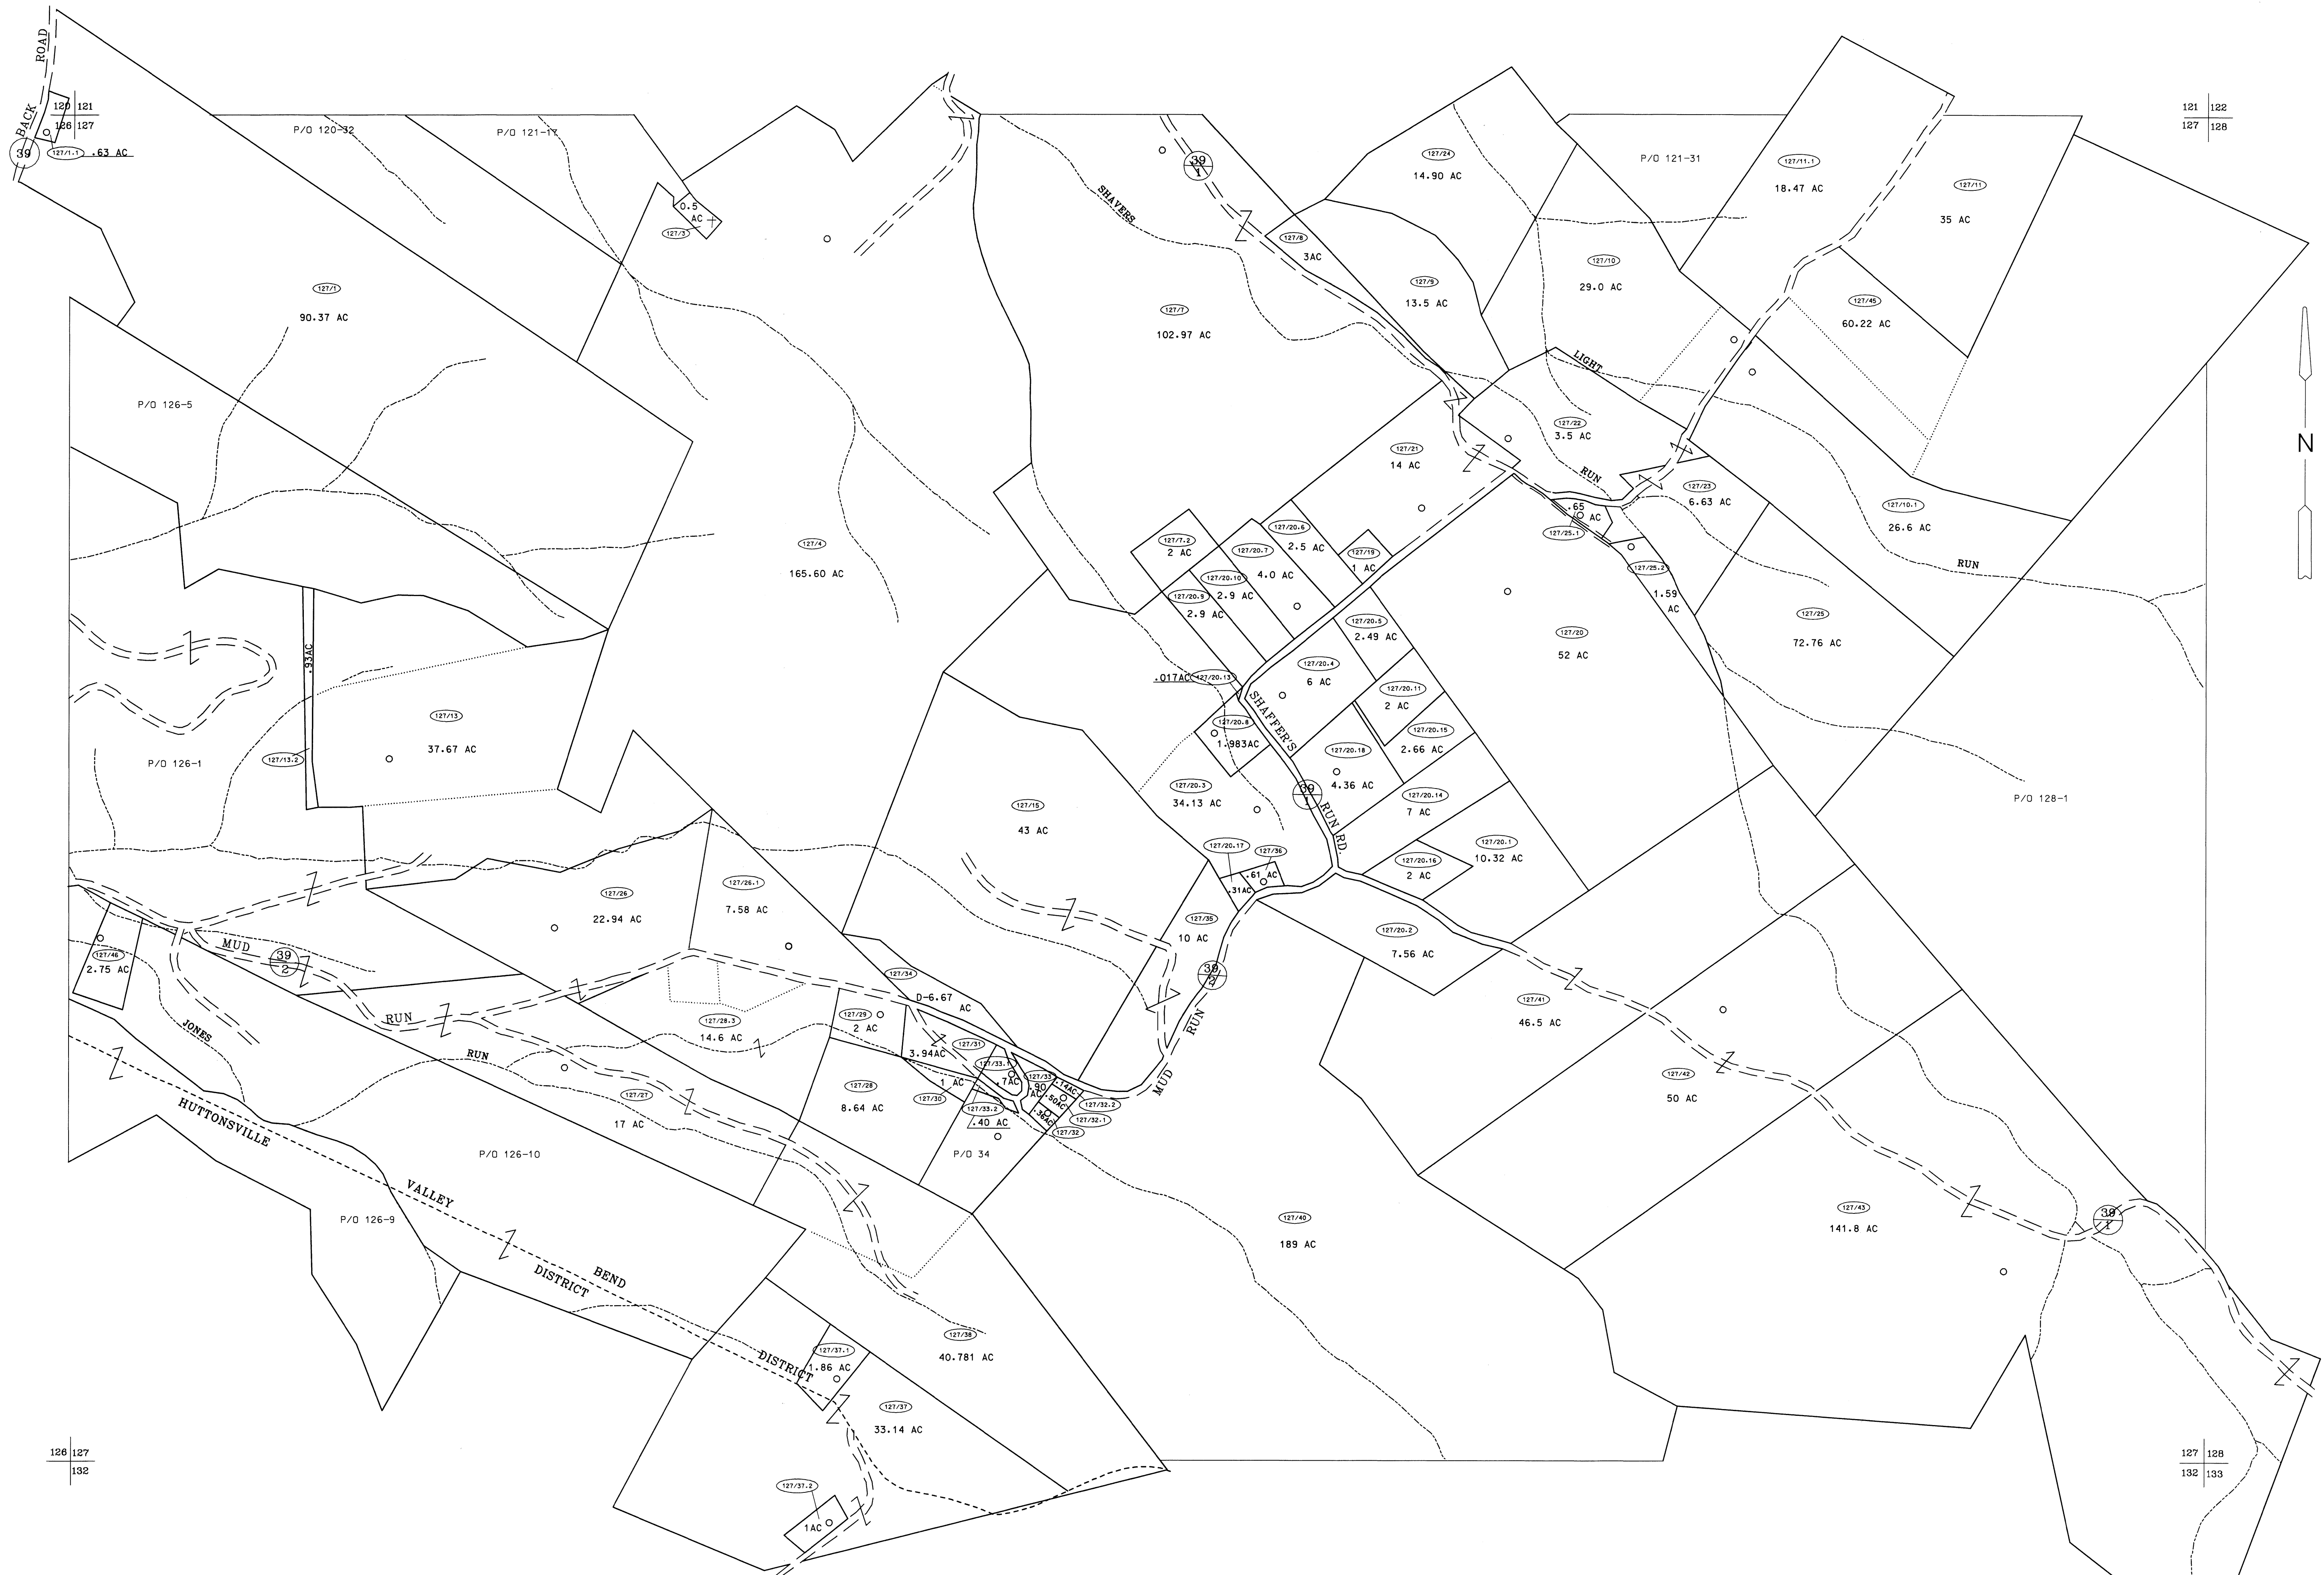 BACK ROAD
39
120 121
126 127
127/1.1 .63 AC
P/O 120-32
P/O 121-17
0.5
AC
127/3
39
1
121 122
127 128
SHAVERS
127/24
14.90 AC
P/O 121-31
127/11.1
18.47 AC
127/11
35 AC
127/8
3AC
127/9
13.5 AC
127/10
29.0 AC
127/45
60.22 AC
127/1
90.37 AC
127/7
102.97 AC
P/O 126-5
LIGHT
127/22
3.5 AC
127/21
14 AC
RUN
127/23
6.63 AC
127/10.1
26.6 AC
RUN
N
.65
AC
127/25.1
127/25.2
1.59
AC
127/4
165.60 AC
127/7.2
2 AC
127/20.6
2.5 AC
127/20.7
4.0 AC
127/19
1 AC
127/20.10
2.9 AC
127/20.9
2.9 AC
127/20.5
2.49 AC
127/20
52 AC
127/25
72.76 AC
.93AC
127/13
37.67 AC
127/13.2
P/O 126-1
127/20.4
6 AC
.017AC 127/20.13
127/20.11
2 AC
127/20.8
1.983AC
SHAFFER'S
RUN RD.
127/20.15
2.66 AC
127/20.18
4.36 AC
39
1
127/20.3
34.13 AC
127/20.14
7 AC
P/O 128-1
127/15
43 AC
127/20.17
.31AC
127/36
.61 AC
127/20.16
2 AC
127/20.1
10.32 AC
127/26
22.94 AC
127/26.1
7.58 AC
127/35
10 AC
127/20.2
7.56 AC
39
2
MUD
RUN
127/46
2.75 AC
39
2
MUD
RUN
127/34
D-6.67
AC
127/41
46.5 AC
127/28.3
14.6 AC
127/29
2 AC
127/31
3.94AC
127/33.1
.7AC
127/33
.90
AC
.14AC
.50AC
.36AC
127/32.2
127/32.1
127/32
1 AC
127/30
127/33.2
.40 AC
127/28
8.64 AC
P/O 34
127/42
50 AC
JONES
RUN
127/27
17 AC
HUTTONSVILLE
VALLEY
BEND
DISTRICT
DISTRICT
P/O 126-10
P/O 126-9
127/40
189 AC
127/43
141.8 AC
39
1
127/38
40.781 AC
127/37.1
1.86 AC
127/37
33.14 AC
127/37.2
1AC
126 127
132
127 128
132 133